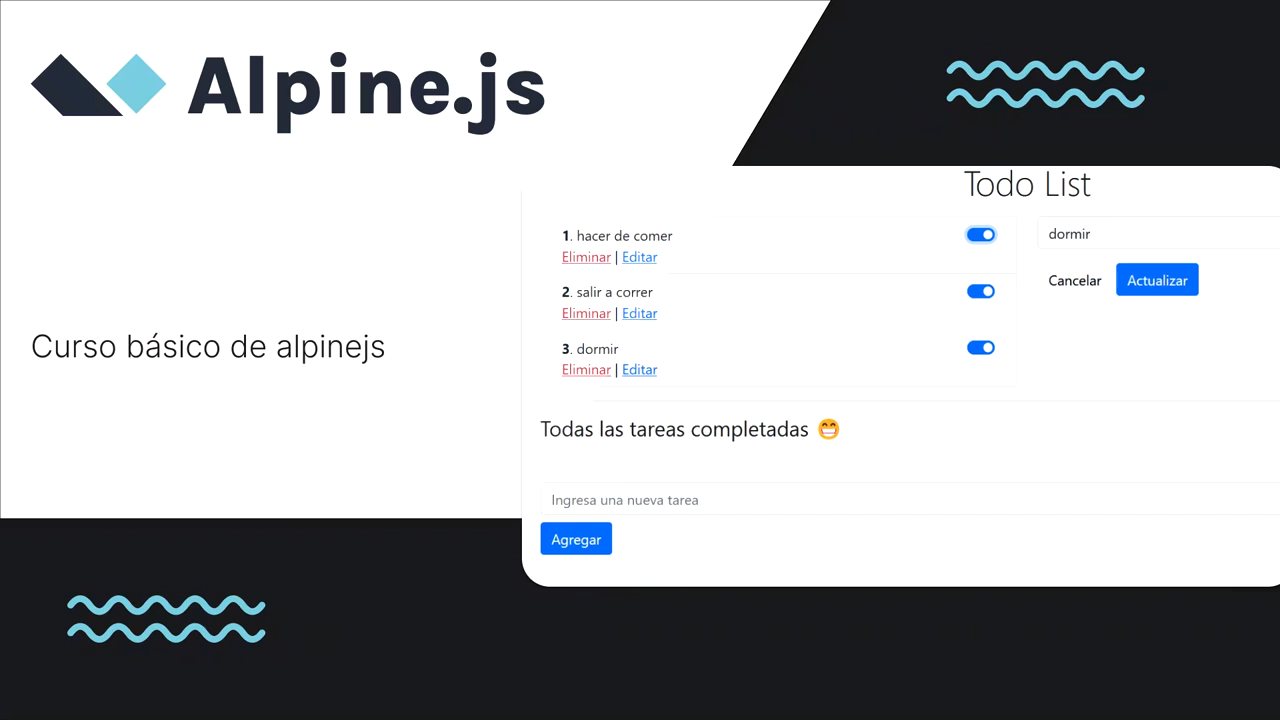 Alpine.js
Curso básico de alpinejs
Todo List
1. hacer de comer
Eliminar | Editar
2. salir a correr
Eliminar | Editar
3. dormir
Eliminar | Editar
dormir
Cancelar Actualizar
Todas las tareas completadas 😁
Ingresa una nueva tarea
Agregar